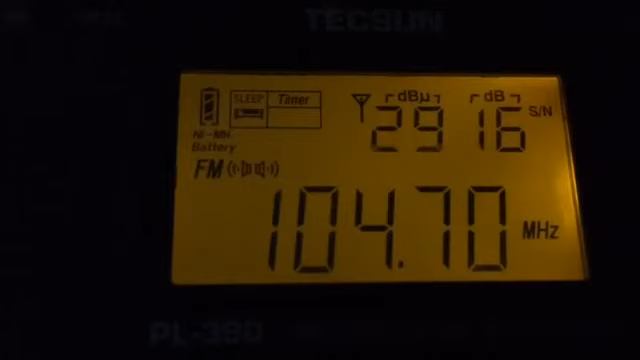 TECSUN
SLEEP Timer dBµ dB
29 16 S/N
Ni-MH
Battery
FM
104.70 MHz
PL-380